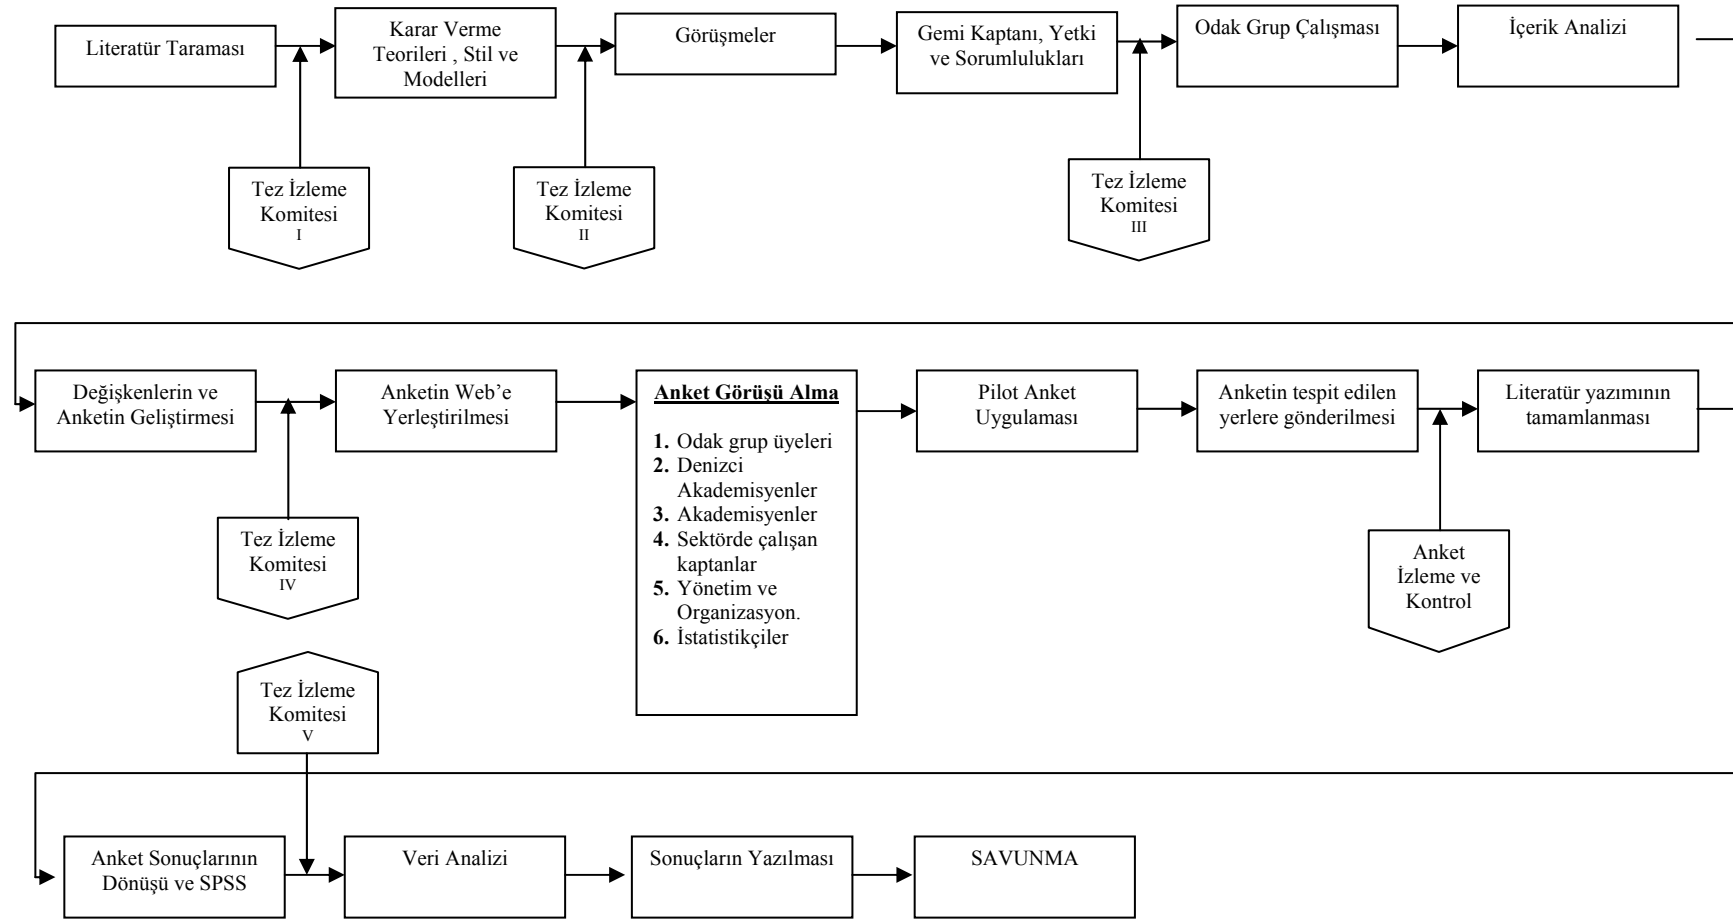 Literatür Taraması
Karar Verme
Teorileri , Stil ve
Modelleri
Görüşmeler
Gemi Kaptanı, Yetki
ve Sorumlulukları
Odak Grup Çalışması
İçerik Analizi
Tez İzleme
Komitesi
I
Tez İzleme
Komitesi
II
Tez İzleme
Komitesi
III
Değişkenlerin ve
Anketin Geliştirmesi
Anketin Web’e
Yerleştirilmesi
Anket Görüşü Alma
1. Odak grup üyeleri
2. Denizci
Akademisyenler
3. Akademisyenler
4. Sektörde çalışan
kaptanlar
5. Yönetim ve
Organizasyon.
6. İstatistikçiler
Pilot Anket
Uygulaması
Anketin tespit edilen
yerlere gönderilmesi
Literatür yazımının
tamamlanması
Tez İzleme
Komitesi
IV
Anket
İzleme ve
Kontrol
Tez İzleme
Komitesi
V
Anket Sonuçlarının
Dönüşü ve SPSS
Veri Analizi
Sonuçların Yazılması
SAVUNMA